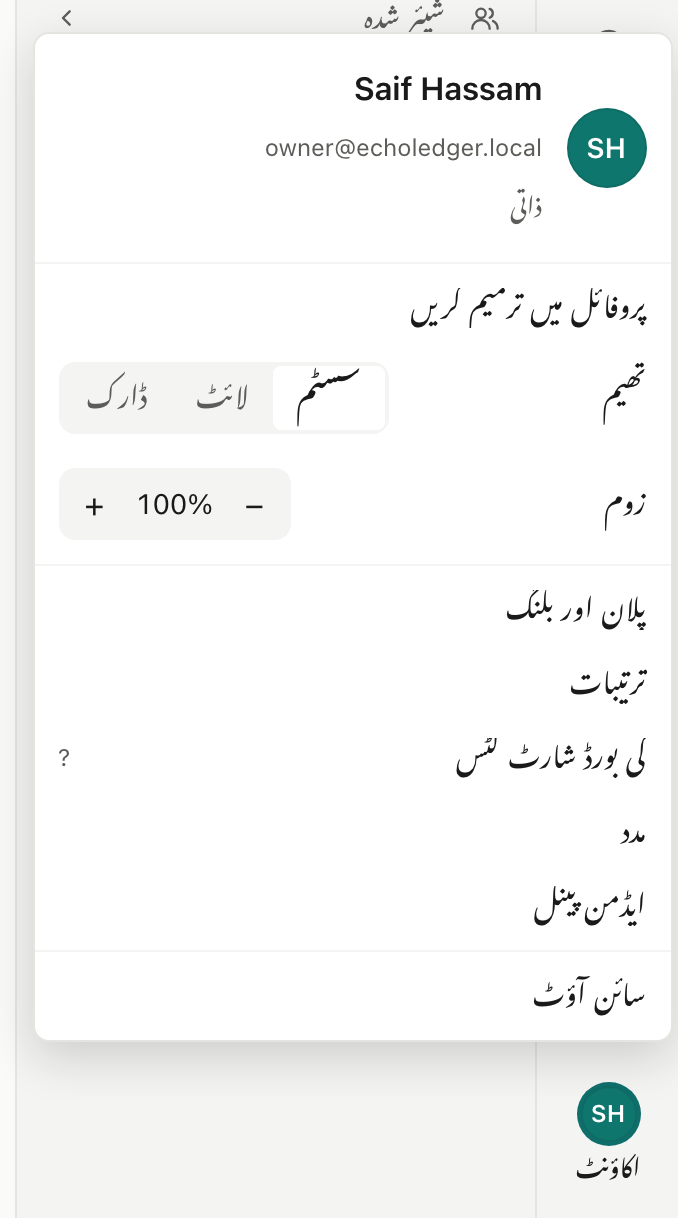 شیئر شدہ
Saif Hassam
owner@echoledger.local
SH
ذاتی
پروفائل میں ترمیم کریں
تھیم
سسٹم لائٹ ڈارک
زوم
− 100% +
پلان اور بلنگ
ترتیبات
کی بورڈ شارٹ کٹس
?
مدد
ایڈمن پینل
سائن آؤٹ
SH
اکاؤنٹ